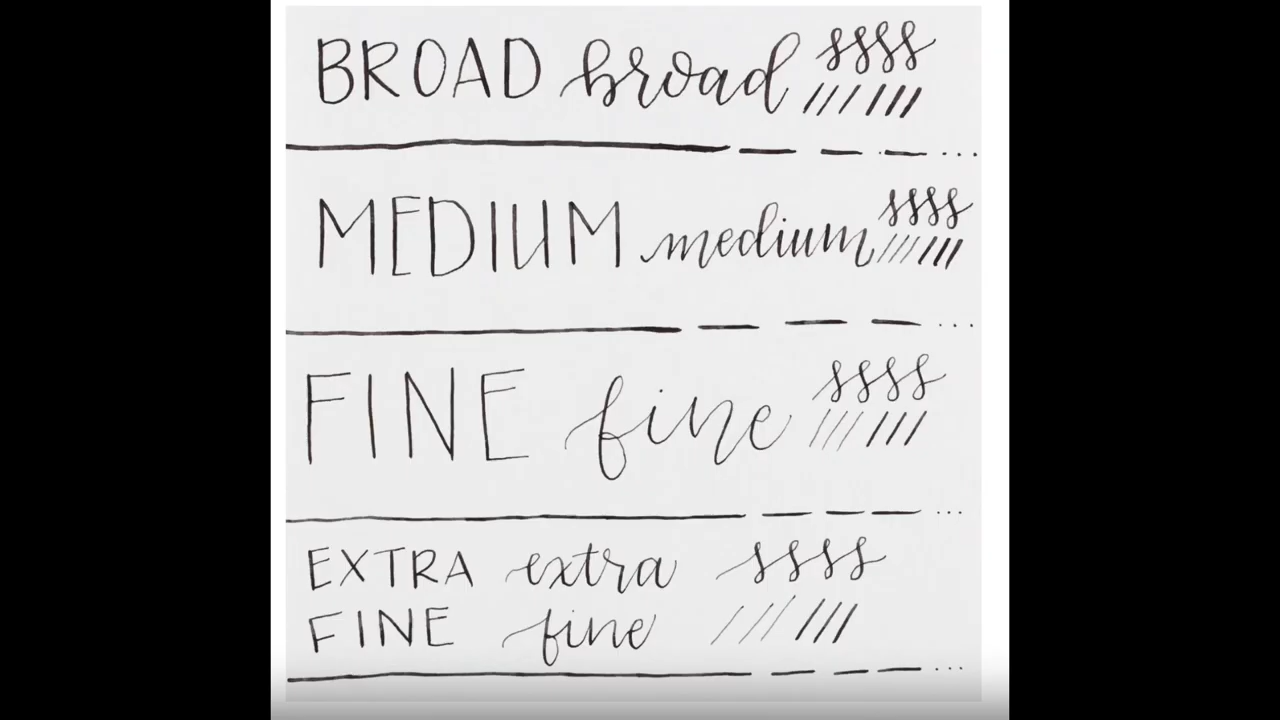 BROAD broad ssss
MEDIUM medium ssss
FINE fine ssss
EXTRA extra ssss
FINE fine